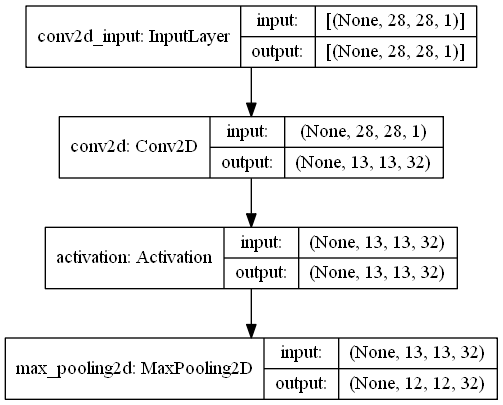 conv2d_input: InputLayer
input: [(None, 28, 28, 1)]
output: [(None, 28, 28, 1)]
conv2d: Conv2D
input: (None, 28, 28, 1)
output: (None, 13, 13, 32)
activation: Activation
input: (None, 13, 13, 32)
output: (None, 13, 13, 32)
max_pooling2d: MaxPooling2D
input: (None, 13, 13, 32)
output: (None, 12, 12, 32)